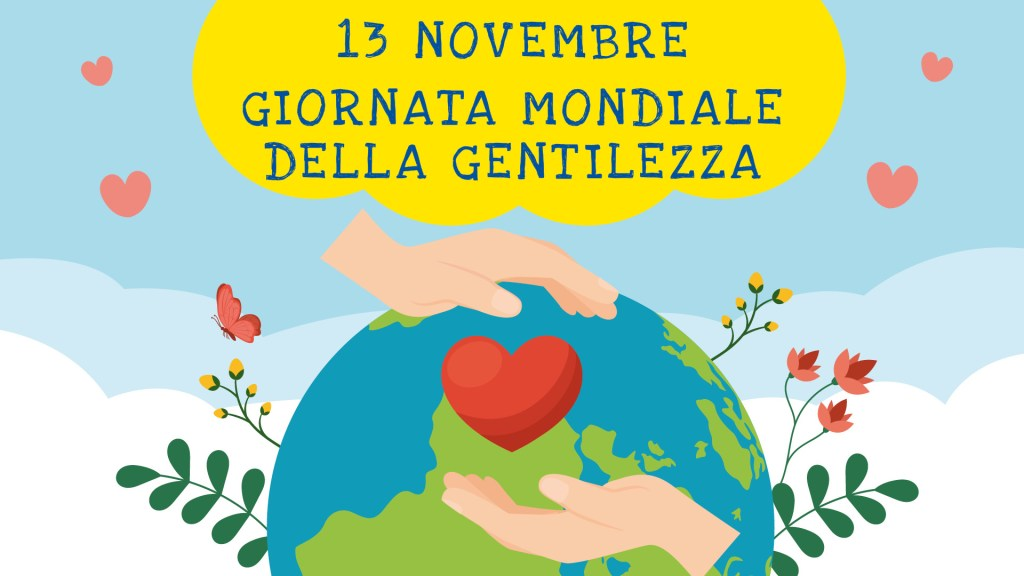 13 NOVEMBRE
GIORNATA MONDIALE
DELLA GENTILEZZA